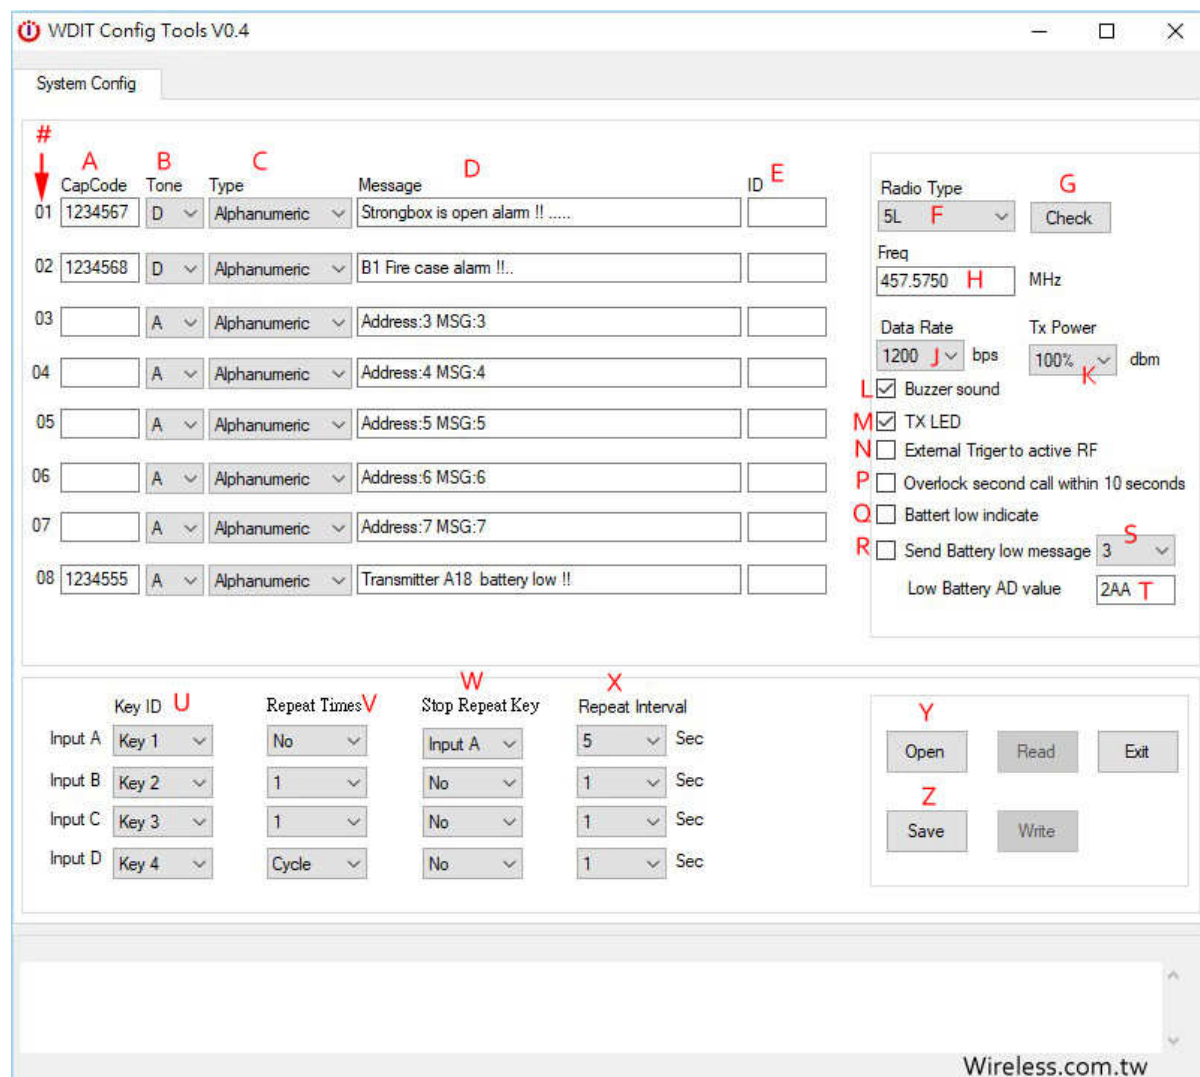 WDIT Config Tools V0.4
System Config
#
A B C D E
CapCode Tone Type Message ID
01 1234567 D Alphanumeric Strongbox is open alarm !! .....
02 1234568 D Alphanumeric B1 Fire case alarm !!..
03 A Alphanumeric Address:3 MSG:3
04 A Alphanumeric Address:4 MSG:4
05 A Alphanumeric Address:5 MSG:5
06 A Alphanumeric Address:6 MSG:6
07 A Alphanumeric Address:7 MSG:7
08 1234555 A Alphanumeric Transmitter A18 battery low !!
Radio Type G
5L F Check
Freq
457.5750 H MHz
Data Rate Tx Power
1200 J bps 100% K dbm
L Buzzer sound
M TX LED
N External Triger to active RF
P Overlock second call within 10 seconds
Q Battert low indicate
R Send Battery low message 3 S
Low Battery AD value 2AA T
Key ID U Repeat Times V Stop Repeat Key W Repeat Interval X
Input A Key 1 No Input A 5 Sec
Input B Key 2 1 No 1 Sec
Input C Key 3 1 No 1 Sec
Input D Key 4 Cycle No 1 Sec
Y
Open Read Exit
Z
Save Write
Wireless.com.tw